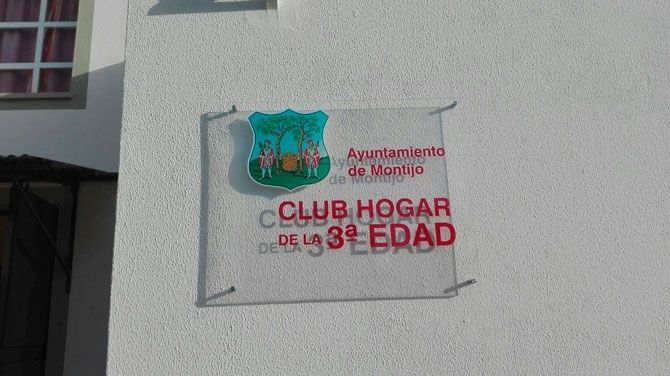 Ayuntamiento
de Montijo
CLUB HOGAR
DE LA 3ª EDAD